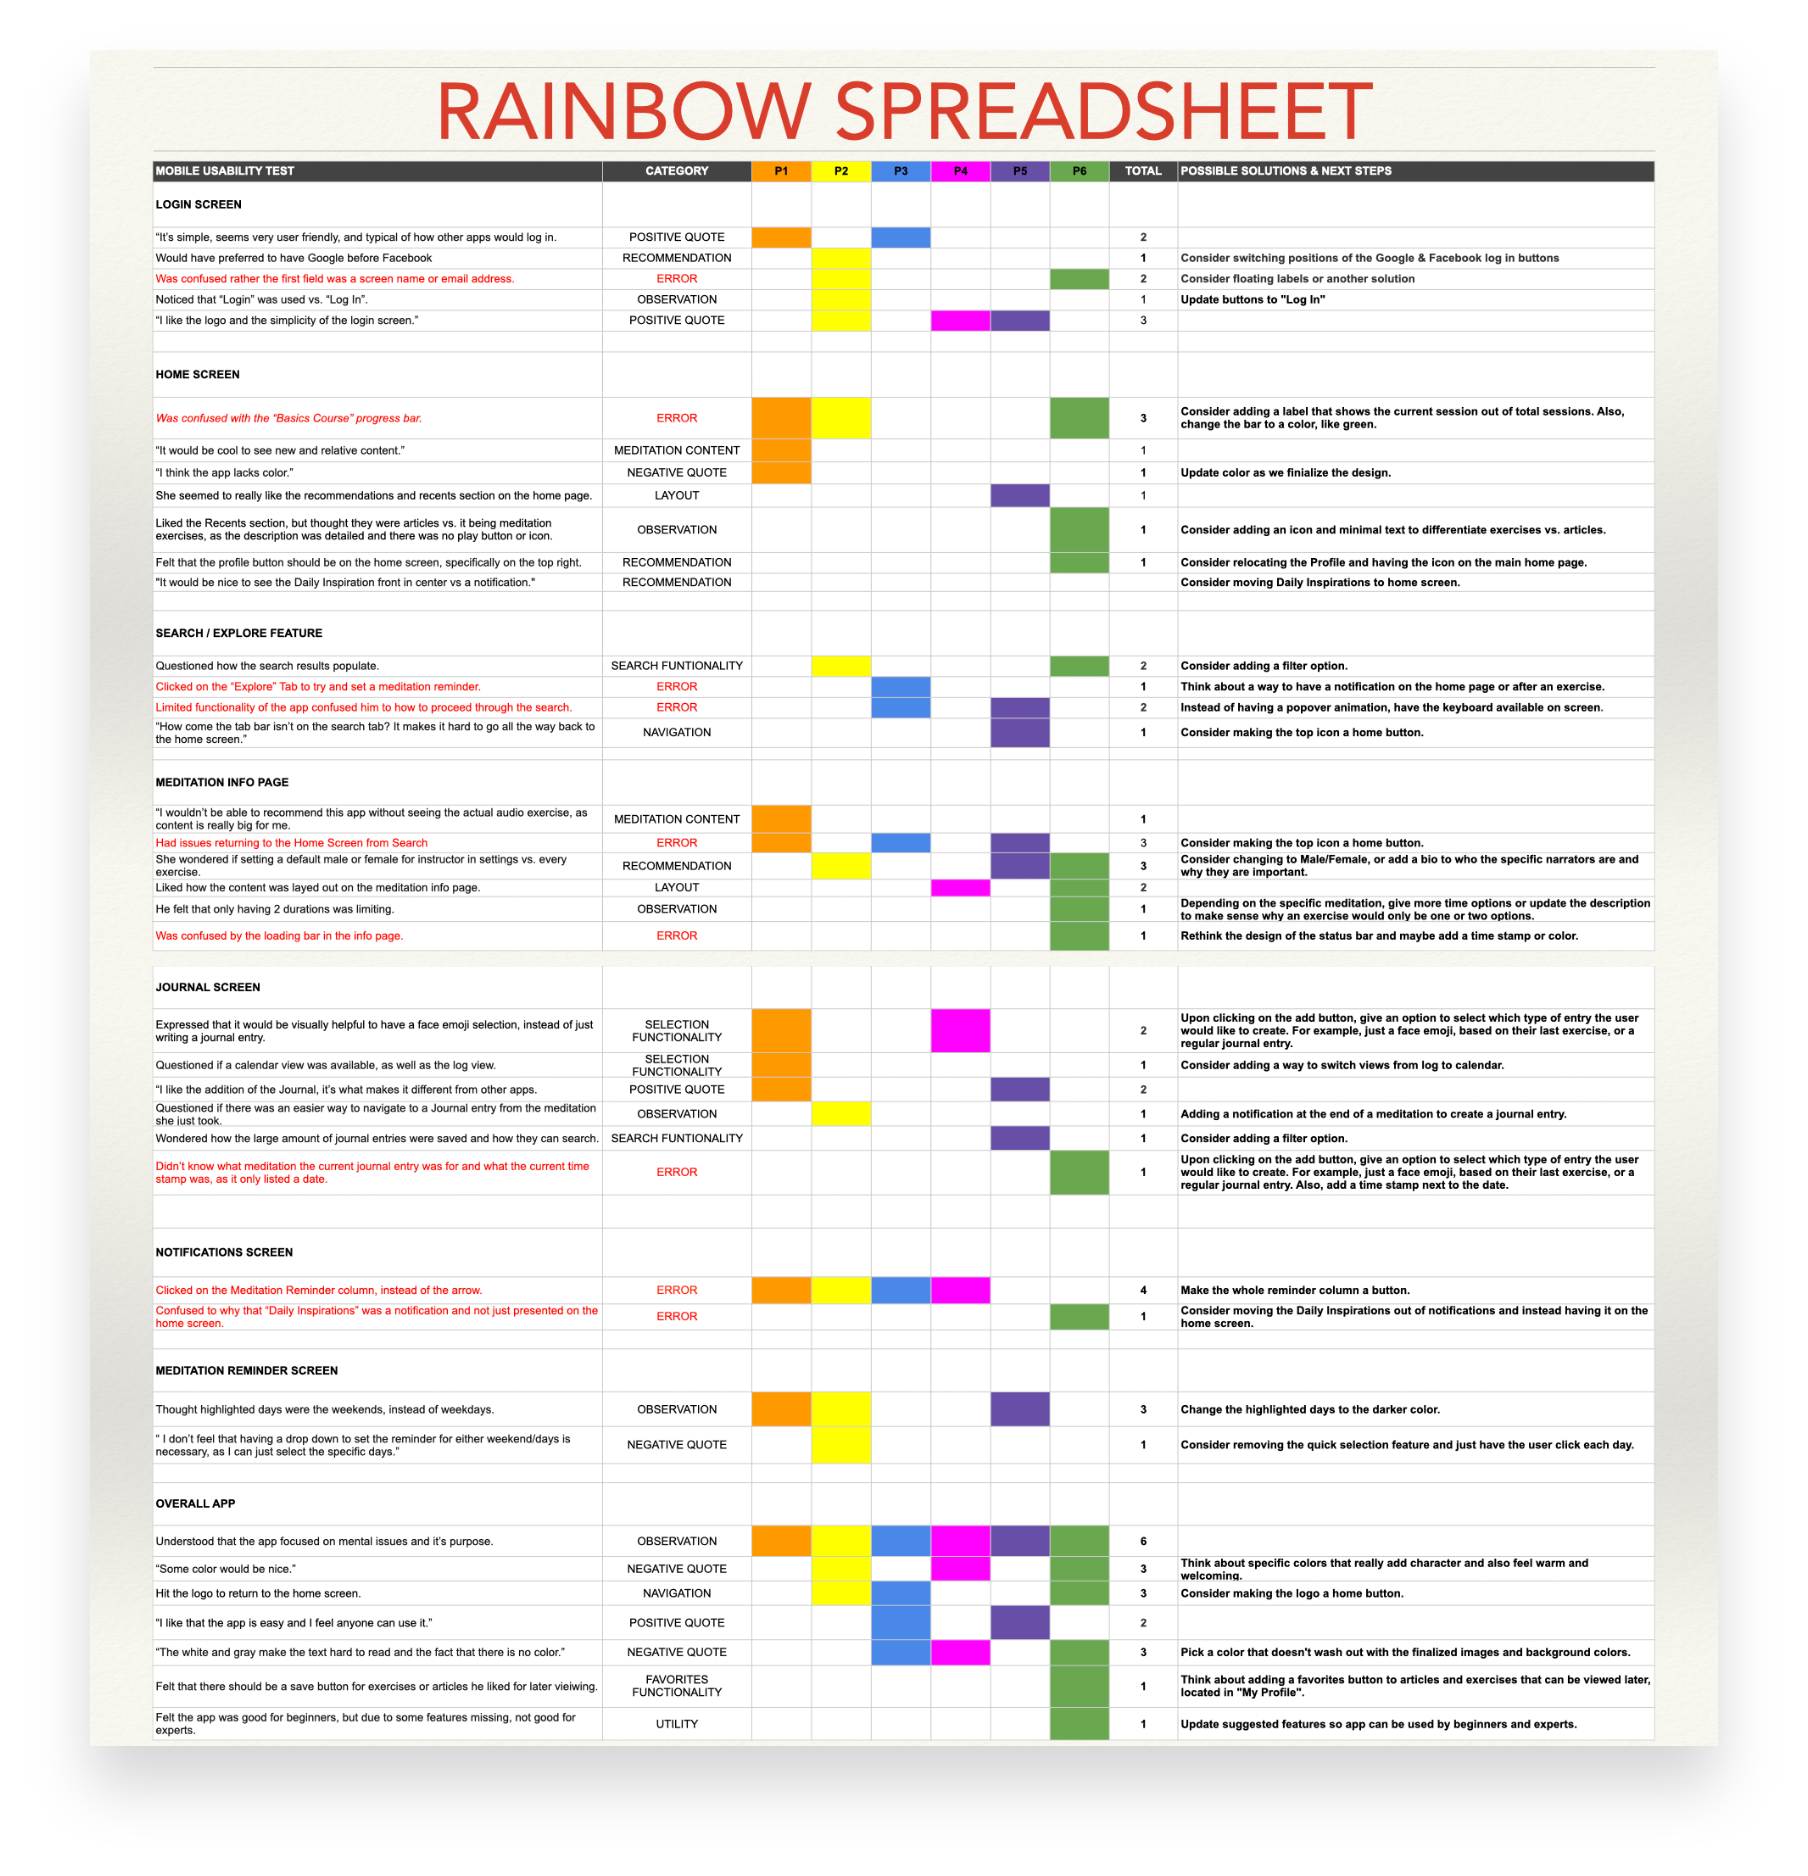 RAINBOW SPREADSHEET
MOBILE USABILITY TEST CATEGORY P1 P2 P3 P4 P5 P6 TOTAL POSSIBLE SOLUTIONS & NEXT STEPS
LOGIN SCREEN
“It’s simple, seems very user friendly, and typical of how other apps would log in. POSITIVE QUOTE 2
Would have preferred to have Google before Facebook RECOMMENDATION 1 Consider switching positions of the Google & Facebook log in buttons
Was confused rather the first field was a screen name or email address. ERROR 2 Consider floating labels or another solution
Noticed that “Login” was used vs. “Log In”. OBSERVATION 1 Update buttons to "Log In"
“I like the logo and the simplicity of the login screen.” POSITIVE QUOTE 3
HOME SCREEN
Was confused with the “Basics Course” progress bar. ERROR 3 Consider adding a label that shows the current session out of total sessions. Also,
change the bar to a color, like green.
“It would be cool to see new and relative content.” MEDITATION CONTENT 1
“I think the app lacks color.” NEGATIVE QUOTE 1 Update color as we finialize the design.
She seemed to really like the recommendations and recents section on the home page. LAYOUT 1
Liked the Recents section, but thought they were articles vs. it being meditation
exercises, as the description was detailed and there was no play button or icon. OBSERVATION 1 Consider adding an icon and minimal text to differentiate exercises vs. articles.
Felt that the profile button should be on the home screen, specifically on the top right. RECOMMENDATION 1 Consider relocating the Profile and having the icon on the main home page.
"It would be nice to see the Daily Inspiration front in center vs a notification." RECOMMENDATION Consider moving Daily Inspirations to home screen.
SEARCH / EXPLORE FEATURE
Questioned how the search results populate. SEARCH FUNTIONALITY 2 Consider adding a filter option.
Clicked on the “Explore” Tab to try and set a meditation reminder. ERROR 1 Think about a way to have a notification on the home page or after an exercise.
Limited functionality of the app confused him to how to proceed through the search. ERROR 2 Instead of having a popover animation, have the keyboard available on screen.
“How come the tab bar isn’t on the search tab? It makes it hard to go all the way back to
the home screen.” NAVIGATION 1 Consider making the top icon a home button.
MEDITATION INFO PAGE
“I wouldn’t be able to recommend this app without seeing the actual audio exercise, as
content is really big for me. MEDITATION CONTENT 1
Had issues returning to the Home Screen from Search ERROR 3 Consider making the top icon a home button.
She wondered if setting a default male or female for instructor in settings vs. every
exercise. RECOMMENDATION 3 Consider changing to Male/Female, or add a bio to who the specific narrators are and
why they are important.
Liked how the content was layed out on the meditation info page. LAYOUT 2
He felt that only having 2 durations was limiting. OBSERVATION 1 Depending on the specific meditation, give more time options or update the description
to make sense why an exercise would only be one or two options.
Was confused by the loading bar in the info page. ERROR 1 Rethink the design of the status bar and maybe add a time stamp or color.
JOURNAL SCREEN
Expressed that it would be visually helpful to have a face emoji selection, instead of just
writing a journal entry. SELECTION
FUNCTIONALITY 2 Upon clicking on the add button, give an option to select which type of entry the user
would like to create. For example, just a face emoji, based on their last exercise, or a
regular journal entry.
Questioned if a calendar view was available, as well as the log view. SELECTION
FUNCTIONALITY 1 Consider adding a way to switch views from log to calendar.
“I like the addition of the Journal, it’s what makes it different from other apps. POSITIVE QUOTE 2
Questioned if there was an easier way to navigate to a Journal entry from the meditation
she just took. OBSERVATION 1 Adding a notification at the end of a meditation to create a journal entry.
Wondered how the large amount of journal entries were saved and how they can search. SEARCH FUNTIONALITY 1 Consider adding a filter option.
Didn’t know what meditation the current journal entry was for and what the current time
stamp was, as it only listed a date. ERROR 1 Upon clicking on the add button, give an option to select which type of entry the user
would like to create. For example, just a face emoji, based on their last exercise, or a
regular journal entry. Also, add a time stamp next to the date.
NOTIFICATIONS SCREEN
Clicked on the Meditation Reminder column, instead of the arrow. ERROR 4 Make the whole reminder column a button.
Confused to why that “Daily Inspirations” was a notification and not just presented on the
home screen. ERROR 1 Consider moving the Daily Inspirations out of notifications and instead having it on the
home screen.
MEDITATION REMINDER SCREEN
Thought highlighted days were the weekends, instead of weekdays. OBSERVATION 3 Change the highlighted days to the darker color.
“ I don’t feel that having a drop down to set the reminder for either weekend/days is
necessary, as I can just select the specific days.” NEGATIVE QUOTE 1 Consider removing the quick selection feature and just have the user click each day.
OVERALL APP
Understood that the app focused on mental issues and it’s purpose. OBSERVATION 6
“Some color would be nice.” NEGATIVE QUOTE 3 Think about specific colors that really add character and also feel warm and
welcoming.
Hit the logo to return to the home screen. NAVIGATION 3 Consider making the logo a home button.
“I like that the app is easy and I feel anyone can use it.” POSITIVE QUOTE 2
“The white and gray make the text hard to read and the fact that there is no color.” NEGATIVE QUOTE 3 Pick a color that doesn't wash out with the finalized images and background colors.
Felt that there should be a save button for exercises or articles he liked for later vieiwing. FAVORITES
FUNCTIONALITY 1 Think about adding a favorites button to articles and exercises that can be viewed later,
located in "My Profile".
Felt the app was good for beginners, but due to some features missing, not good for
experts. UTILITY 1 Update suggested features so app can be used by beginners and experts.